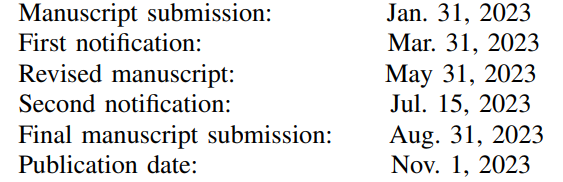 Manuscript submission: Jan. 31, 2023
First notification: Mar. 31, 2023
Revised manuscript: May 31, 2023
Second notification: Jul. 15, 2023
Final manuscript submission: Aug. 31, 2023
Publication date: Nov. 1, 2023